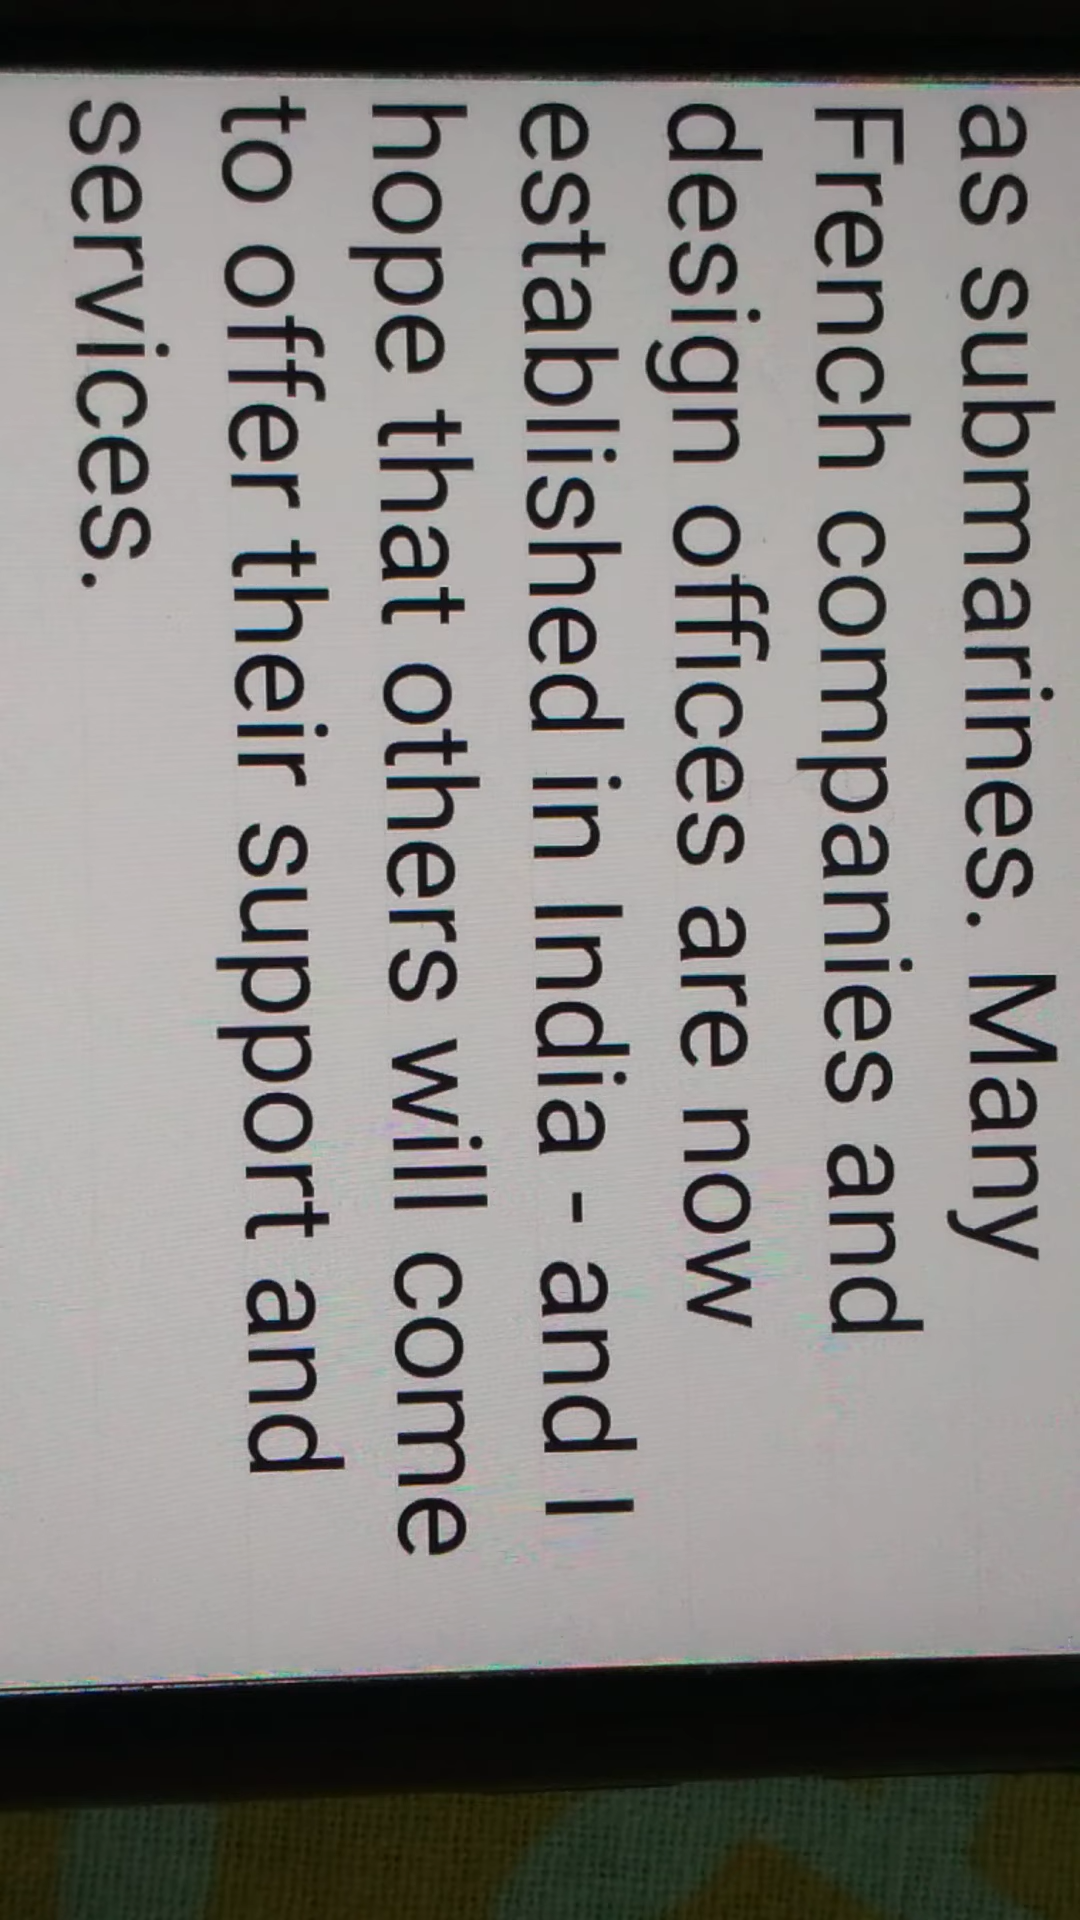 as submarines. Many
French companies and
design offices are now
established in India - and I
hope that others will come
to offer their support and
services.